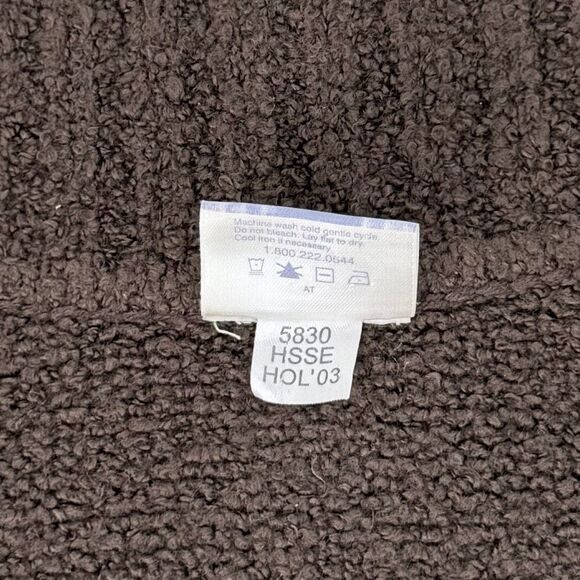 Machine wash cold gentle cycle.
Do not bleach. Lay flat to dry.
Cool iron if necessary.
1.800.222.0544
AT
5830
HSSE
HOL'03